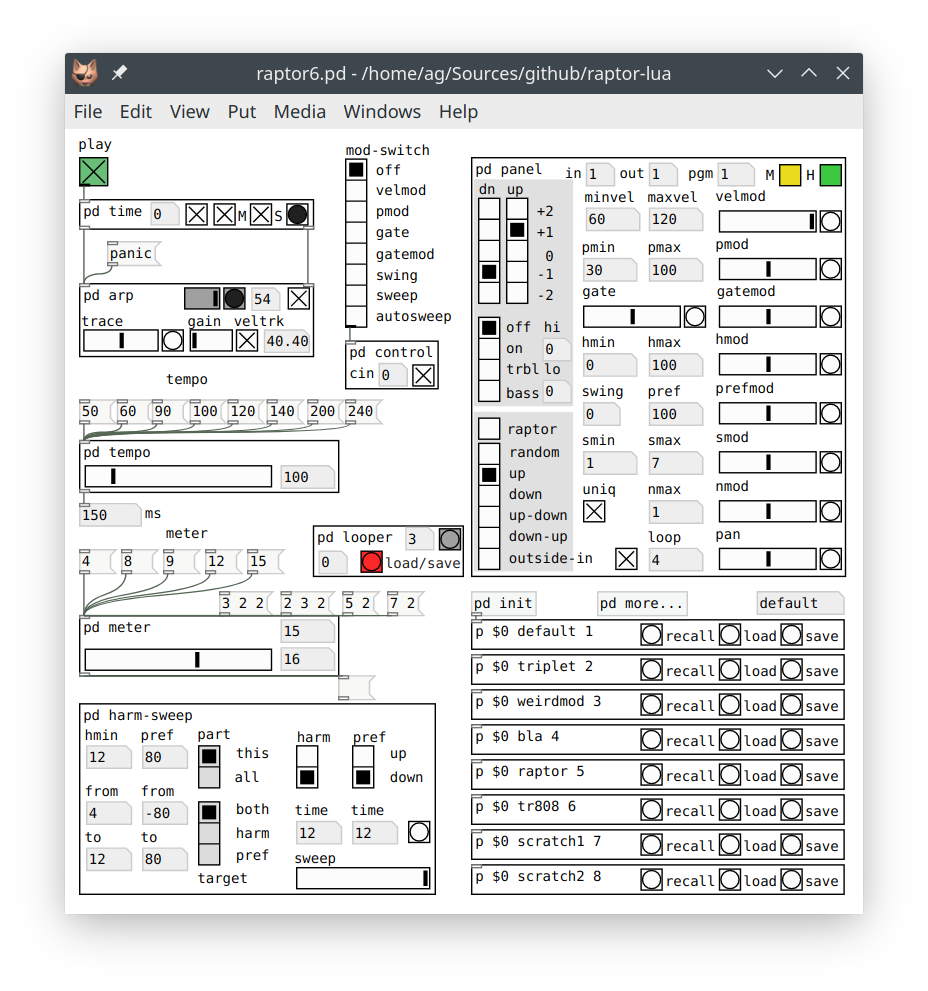 raptor6.pd - /home/ag/Sources/github/raptor-lua
File Edit View Put Media Windows Help
play
pd time 0 M S
panic
pd arp 54
trace gain veltrk
40.40
mod-switch
off
velmod
pmod
gate
gatemod
swing
sweep
autosweep
pd control
cin 0
tempo
50 60 90 100 120 140 200 240
pd tempo
100
150 ms
meter
4 8 9 12 15
pd looper 3
0 load/save
3 2 2 2 3 2 5 2 7 2
pd meter 15
16
pd harm-sweep
hmin pref part harm pref
12 80 this up
all down
from from
4 -80 both time time
to to harm 12 12
12 80 pref sweep
target
pd panel in 1 out 1 pgm 1 M H
dn up minvel maxvel velmod
+2 60 120
+1
0 pmin pmax pmod
-1 30 100
-2 gate gatemod
off hi
on 0 hmin hmax hmod
trbl lo 0 100
bass 0 swing pref prefmod
0 100
raptor
random smin smax smod
up 1 7
down uniq nmax nmod
up-down 1
down-up loop pan
outside-in 4
pd init pd more... default
p $0 default 1 recall load save
p $0 triplet 2 recall load save
p $0 weirdmod 3 recall load save
p $0 bla 4 recall load save
p $0 raptor 5 recall load save
p $0 tr808 6 recall load save
p $0 scratch1 7 recall load save
p $0 scratch2 8 recall load save